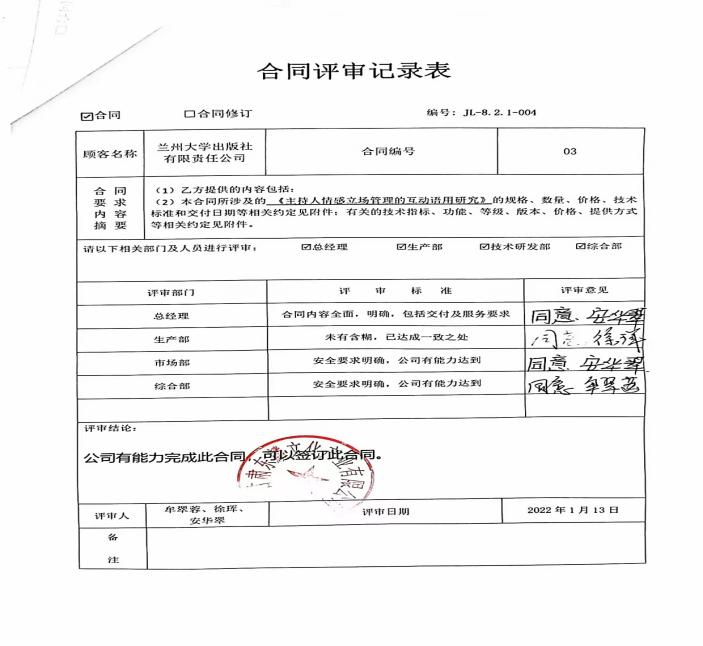 合同评审记录表
☑合同 ☐合同修订 编号：JL-8.2.1-004
顾客名称 兰州大学出版社有限责任公司 合同编号 03
合同要求内容摘要
（1）乙方提供的内容包括：
（2）本合同所涉及的《主持人情感立场管理的互动语用研究》的规格、数量、价格、技术
标准和交付日期等相关约定见附件；有关的技术指标、功能、等级、版本、价格、提供方式
等相关约见附件。
请以下相关部门及人员进行评审： ☑总经理 ☑生产部 ☑技术研发部 ☑综合部
评审部门 评审标准 评审意见
总经理 合同内容全面，明确，包括交付及服务要求 同意 安华翠
生产部 未有含糊，已达成一致之处 同意 徐珲
市场部 安全要求明确，公司有能力达到 同意 安华翠
综合部 安全要求明确，公司有能力达到 同意 牟翠蓉
评审结论：
公司有能力完成此合同，可以签订此合同。
评审人 牟翠蓉、徐珲、安华翠 评审日期 2022年1月13日
备注